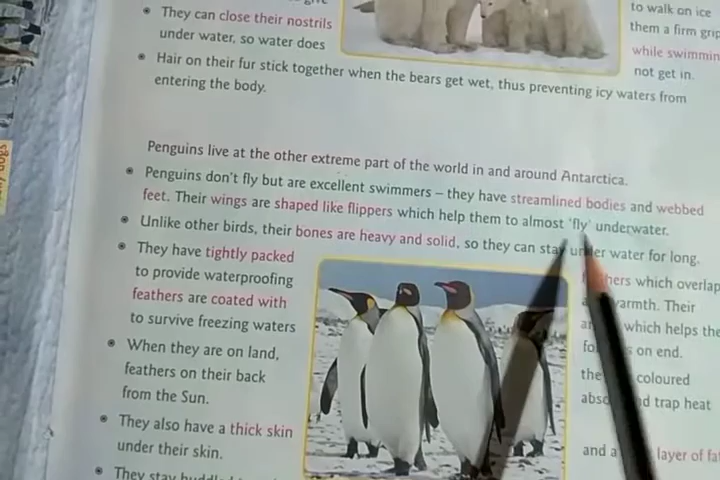 to walk on ice
• They can close their nostrils
them a firm grip
under water, so water does
while swimmin
not get in.
• Hair on their fur stick together when the bears get wet, thus preventing icy waters from
entering the body.
Penguins live at the other extreme part of the world in and around Antarctica.
• Penguins don't fly but are excellent swimmers – they have streamlined bodies and webbed
feet. Their wings are shaped like flippers which help them to almost 'fly' underwater.
• Unlike other birds, their bones are heavy and solid, so they can stay under water for long.
• They have tightly packed
hers which overlap
to provide waterproofing
warmth. Their
feathers are coated with
which helps the
to survive freezing waters
on end.
• When they are on land,
the coloured
feathers on their back
abso d trap heat
from the Sun.
• They also have a thick skin
and a layer of fa
under their skin.
• They stay huddled